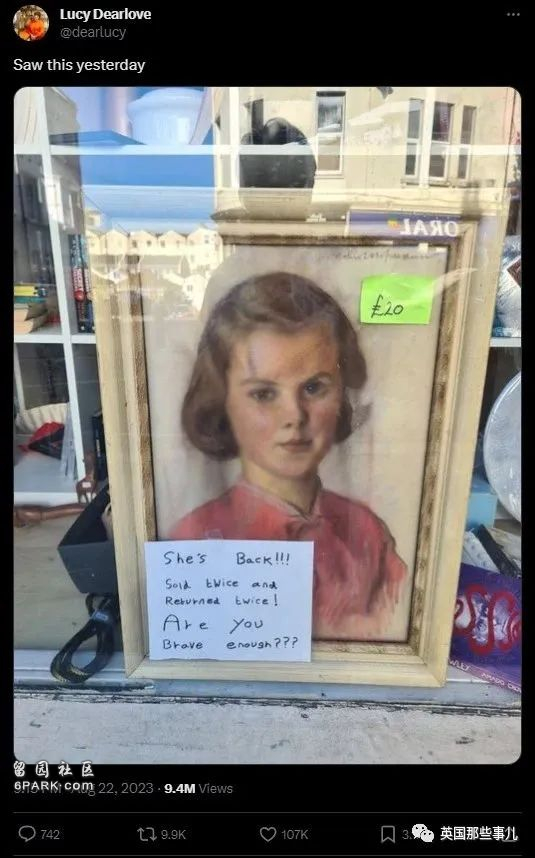 Lucy Dearlove
@dearlucy
Saw this yesterday
ORAL
£20
She's Back!!!
Sold twice and
Returned twice!
Are you
Brave enough???
留园社区
6PARK.com
Aug 22, 2023 · 9.4M Views
742
9.9K
107K
英国那些事儿